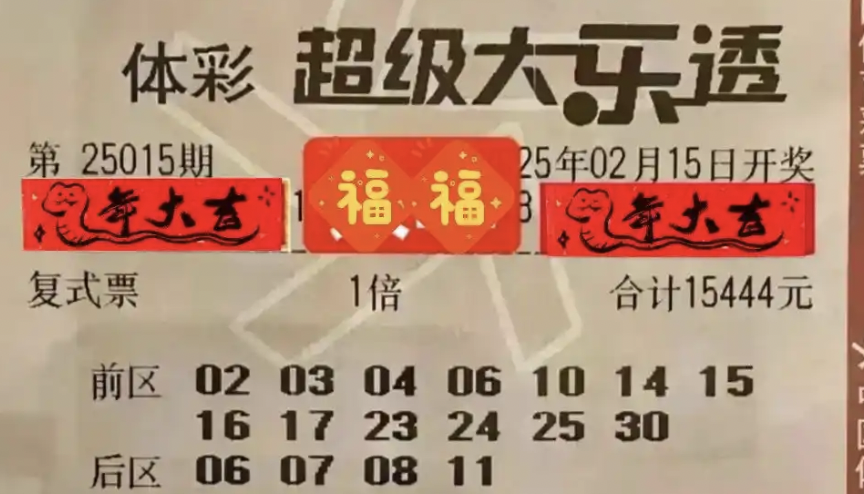 体彩 超级大乐透
第 25015期
25年02月15日开奖
年大吉
福 福
年大吉
复式票 1倍 合计15444元
前区 02 03 04 06 10 14 15
16 17 23 24 25 30
后区 06 07 08 11